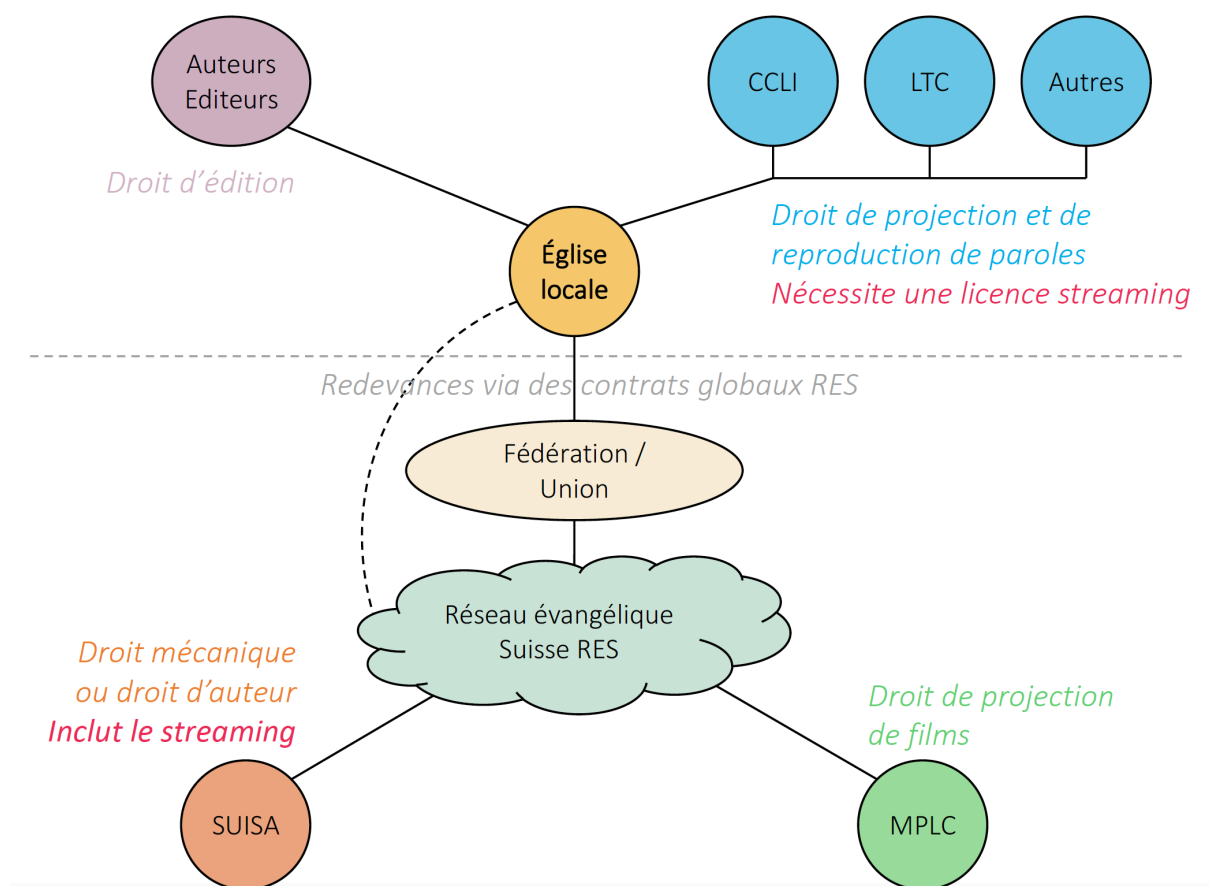 Auteurs
Editeurs
CCLI
LTC
Autres
Droit d'édition
Droit de projection et de
reproduction de paroles
Nécessite une licence streaming
Église
locale
Redevances via des contrats globaux RES
Fédération /
Union
Réseau évangélique
Suisse RES
Droit mécanique
ou droit d'auteur
Inclut le streaming
Droit de projection
de films
SUISA
MPLC